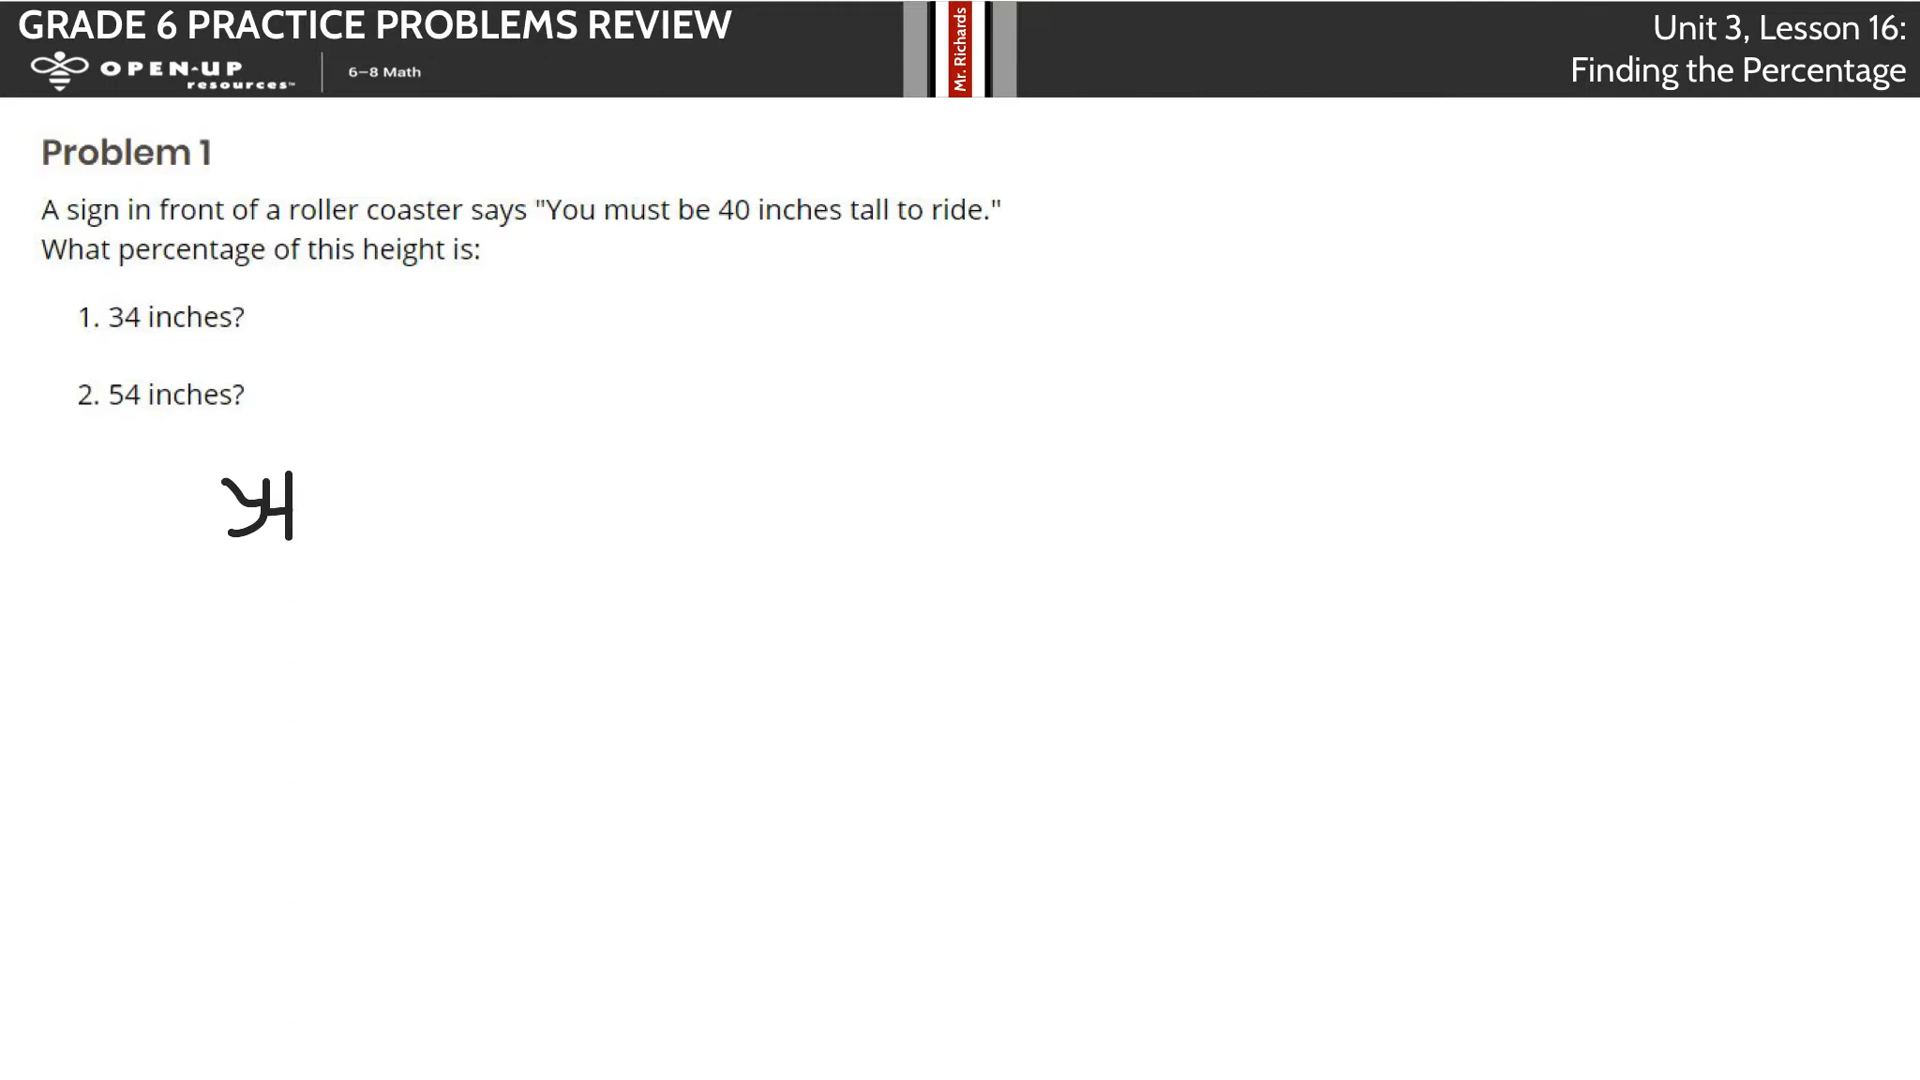 GRADE 6 PRACTICE PROBLEMS REVIEW
OPEN-UP
resources™
6–8 Math
Mr. Richards
Unit 3, Lesson 16:
Finding the Percentage
Problem 1
A sign in front of a roller coaster says "You must be 40 inches tall to ride."
What percentage of this height is:
1. 34 inches?
2. 54 inches?